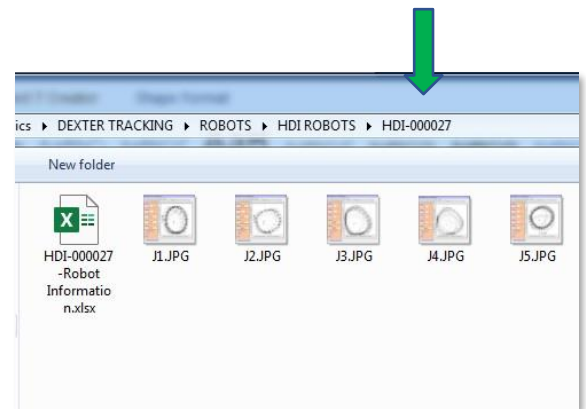 ics ▸ DEXTER TRACKING ▸ ROBOTS ▸ HDI ROBOTS ▸ HDI-000027
New folder
HDI-000027
-Robot
Informatio
n.xlsx
J1.JPG
J2.JPG
J3.JPG
J4.JPG
J5.JPG